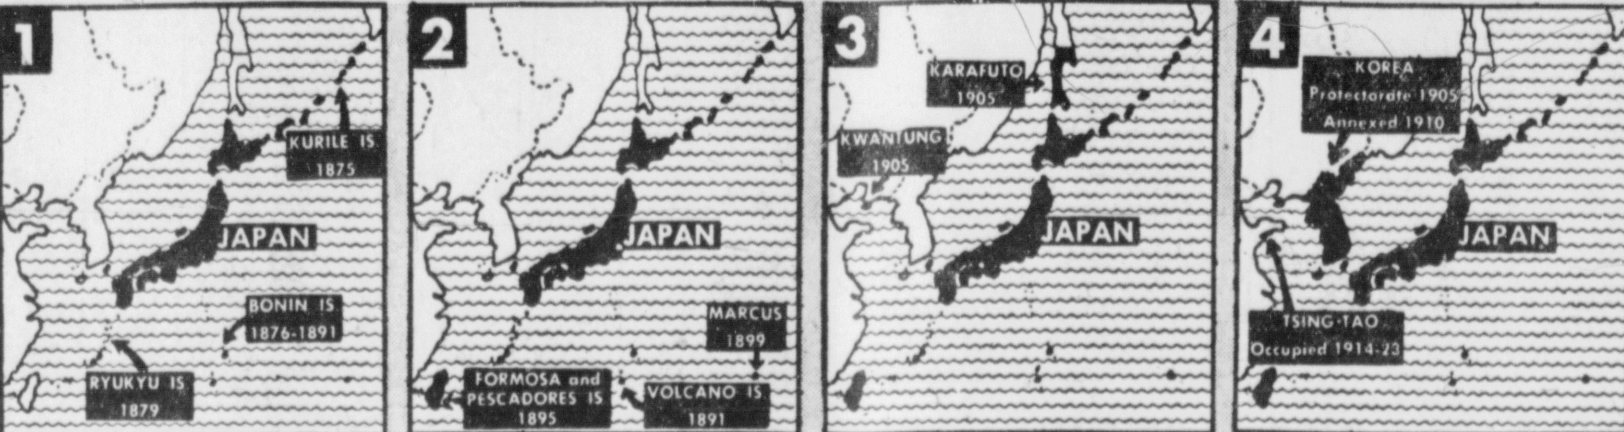 1
KURILE IS
1875
JAPAN
BONIN IS
1876-1891
RYUKYU IS
1879
2
JAPAN
MARCUS
1899
FORMOSA and
PESCADORES IS
1895
VOLCANO IS
1891
3
KARAFUTO
1905
KWANTUNG
1905
JAPAN
4
KOREA
Protectorate 1905
Annexed 1910
JAPAN
TSING-TAO
Occupied 1914-23